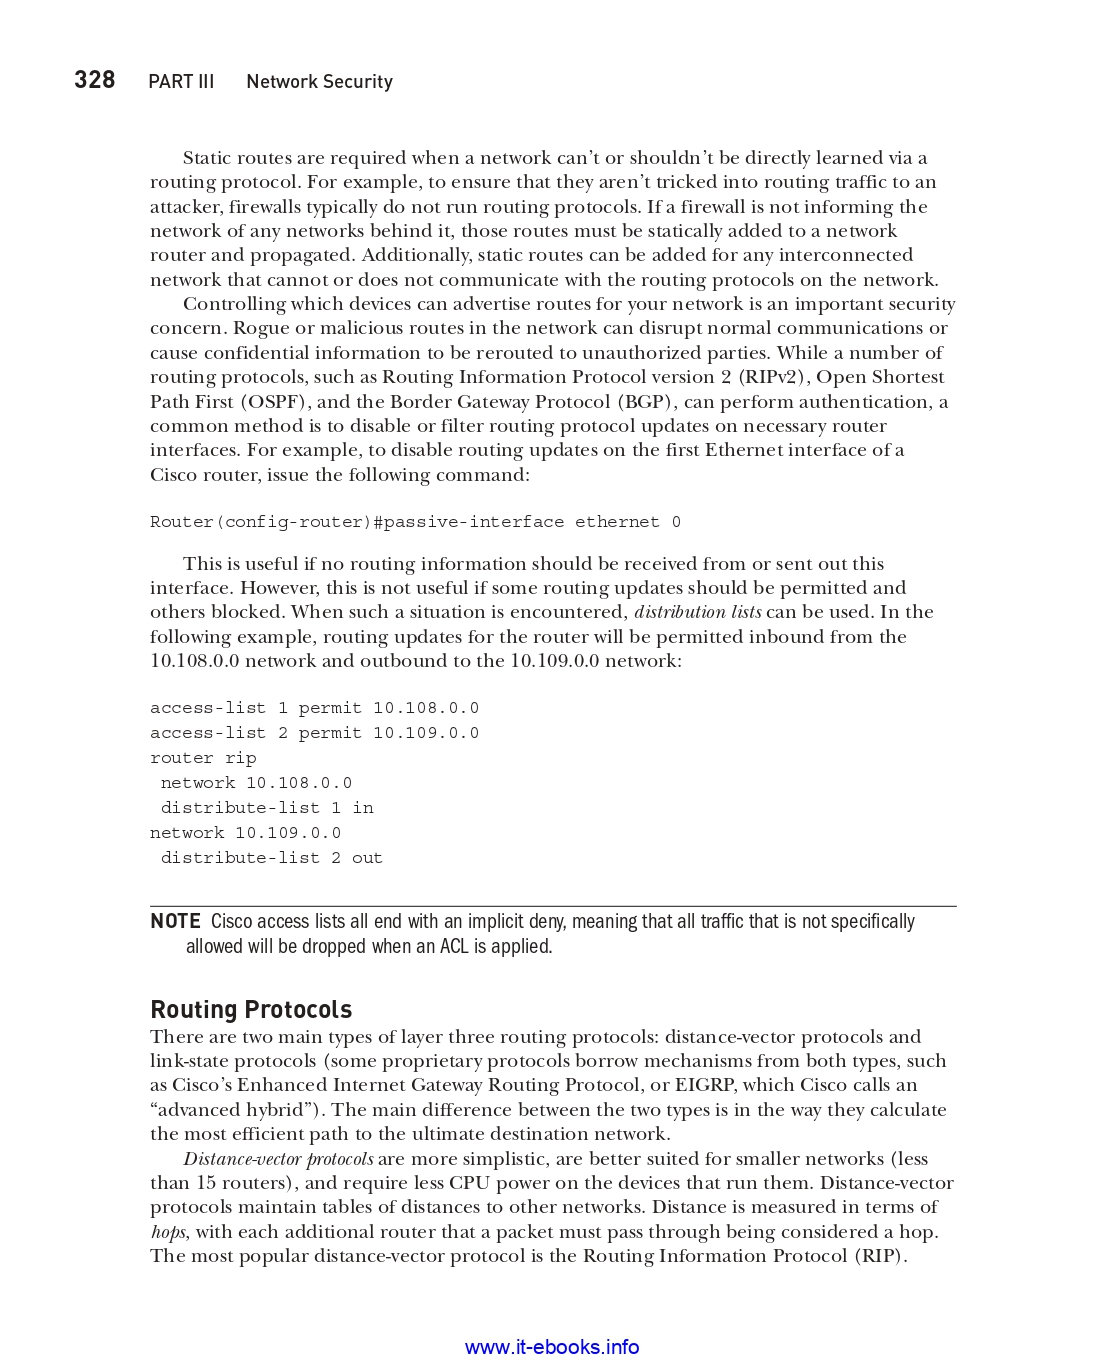 328 PART III Network Security
Static routes are required when a network can’t or shouldn’t be directly learned via a
routing protocol. For example, to ensure that they aren’t tricked into routing traffic to an
attacker, firewalls typically do not run routing protocols. If a firewall is not informing the
network of any networks behind it, those routes must be statically added to a network
router and propagated. Additionally, static routes can be added for any interconnected
network that cannot or does not communicate with the routing protocols on the network.
Controlling which devices can advertise routes for your network is an important security
concern. Rogue or malicious routes in the network can disrupt normal communications or
cause confidential information to be rerouted to unauthorized parties. While a number of
routing protocols, such as Routing Information Protocol version 2 (RIPv2), Open Shortest
Path First (OSPF), and the Border Gateway Protocol (BGP), can perform authentication, a
common method is to disable or filter routing protocol updates on necessary router
interfaces. For example, to disable routing updates on the first Ethernet interface of a
Cisco router, issue the following command:
Router(config-router)#passive-interface ethernet 0
This is useful if no routing information should be received from or sent out this
interface. However, this is not useful if some routing updates should be permitted and
others blocked. When such a situation is encountered, distribution lists can be used. In the
following example, routing updates for the router will be permitted inbound from the
10.108.0.0 network and outbound to the 10.109.0.0 network:
access-list 1 permit 10.108.0.0
access-list 2 permit 10.109.0.0
router rip
network 10.108.0.0
distribute-list 1 in
network 10.109.0.0
distribute-list 2 out
NOTE Cisco access lists all end with an implicit deny, meaning that all traffic that is not specifically
allowed will be dropped when an ACL is applied.
Routing Protocols
There are two main types of layer three routing protocols: distance-vector protocols and
link-state protocols (some proprietary protocols borrow mechanisms from both types, such
as Cisco’s Enhanced Internet Gateway Routing Protocol, or EIGRP, which Cisco calls an
“advanced hybrid”). The main difference between the two types is in the way they calculate
the most efficient path to the ultimate destination network.
Distance-vector protocols are more simplistic, are better suited for smaller networks (less
than 15 routers), and require less CPU power on the devices that run them. Distance-vector
protocols maintain tables of distances to other networks. Distance is measured in terms of
hops, with each additional router that a packet must pass through being considered a hop.
The most popular distance-vector protocol is the Routing Information Protocol (RIP).
www.it-ebooks.info